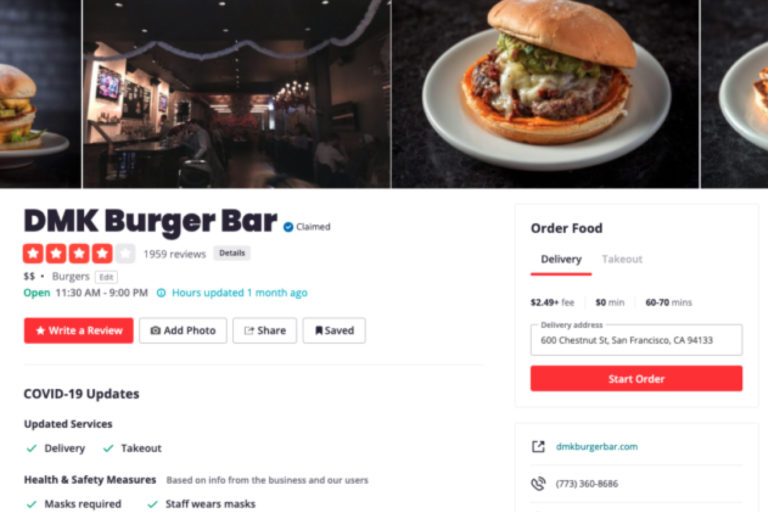 DMK Burger Bar Claimed
1959 reviews Details
$$ • Burgers Edit
Open 11:30 AM - 9:00 PM Hours updated 1 month ago
Write a Review Add Photo Share Saved
COVID-19 Updates
Updated Services
Delivery Takeout
Health & Safety Measures Based on info from the business and our users
Masks required Staff wears masks
Order Food
Delivery Takeout
$2.49+ fee $0 min 60-70 mins
Delivery address
600 Chestnut St, San Francisco, CA 94133
Start Order
dmkburgerbar.com
(773) 360-8686